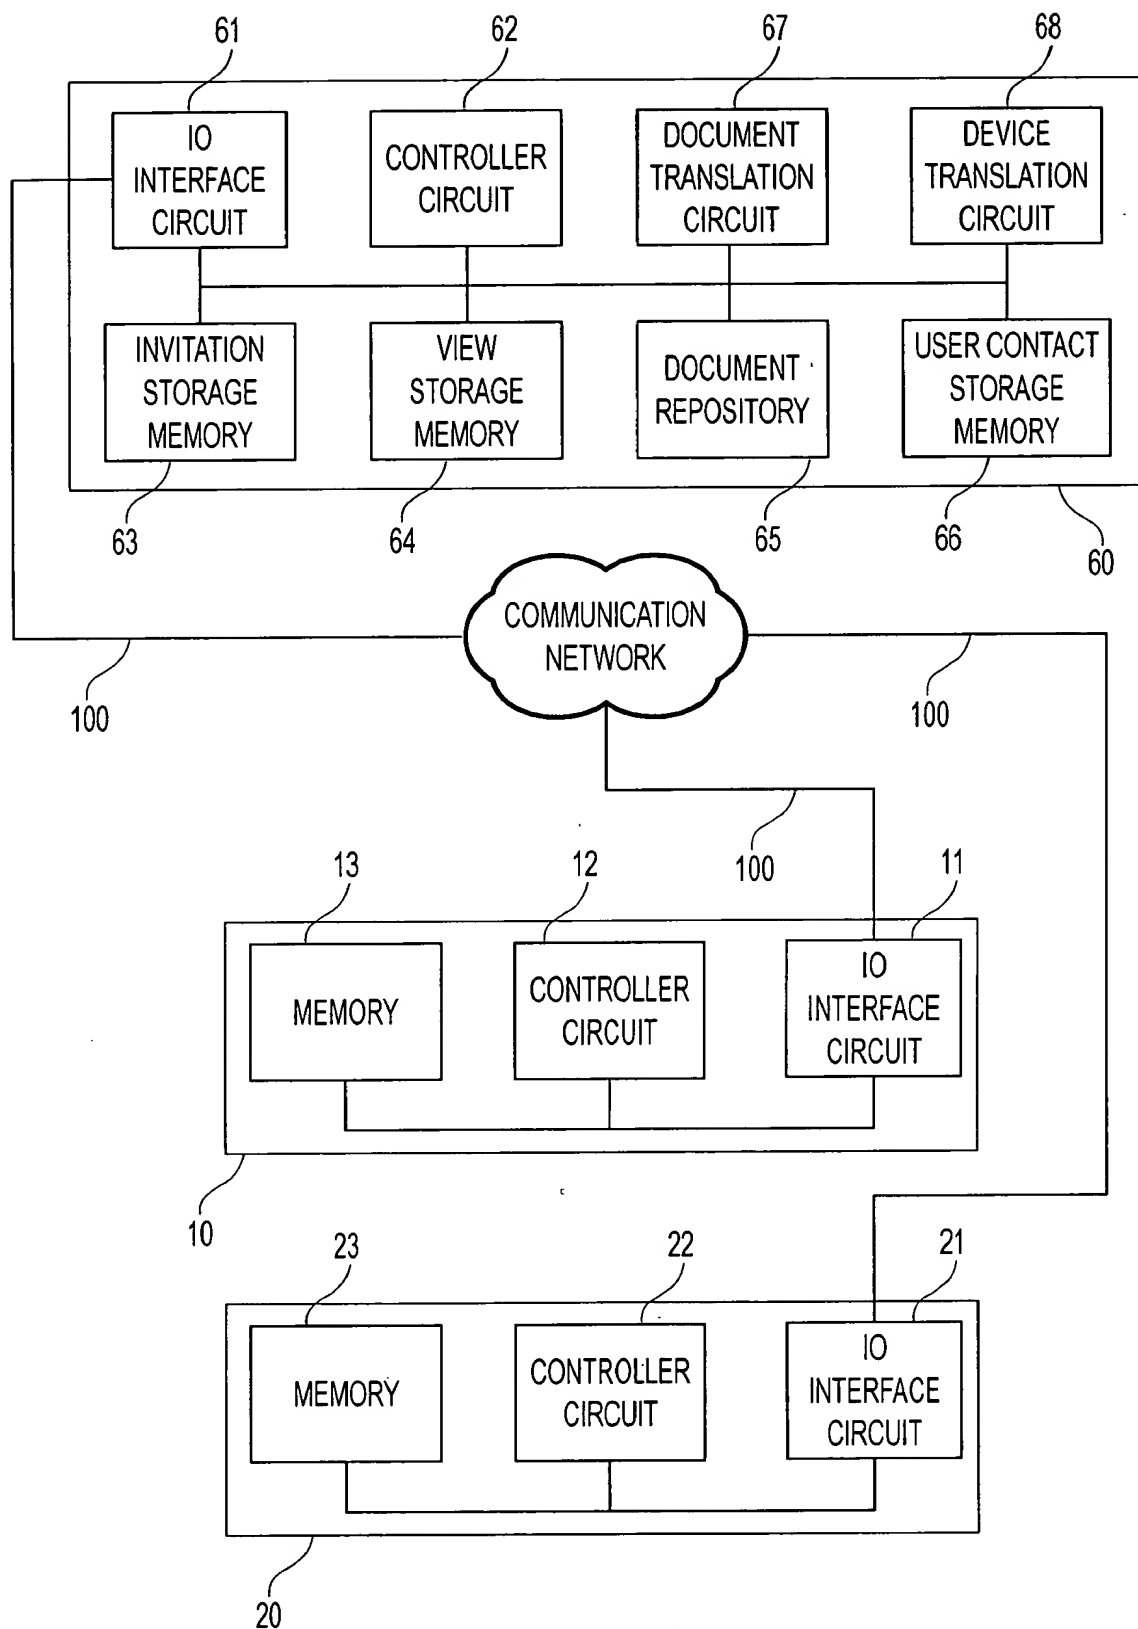 61
62
67
68
IO
INTERFACE
CIRCUIT
CONTROLLER
CIRCUIT
DOCUMENT
TRANSLATION
CIRCUIT
DEVICE
TRANSLATION
CIRCUIT
INVITATION
STORAGE
MEMORY
VIEW
STORAGE
MEMORY
DOCUMENT
REPOSITORY
USER CONTACT
STORAGE
MEMORY
63
64
65
66
60
COMMUNICATION
NETWORK
100
100
100
13
12
11
MEMORY
CONTROLLER
CIRCUIT
IO
INTERFACE
CIRCUIT
10
23
22
21
MEMORY
CONTROLLER
CIRCUIT
IO
INTERFACE
CIRCUIT
20